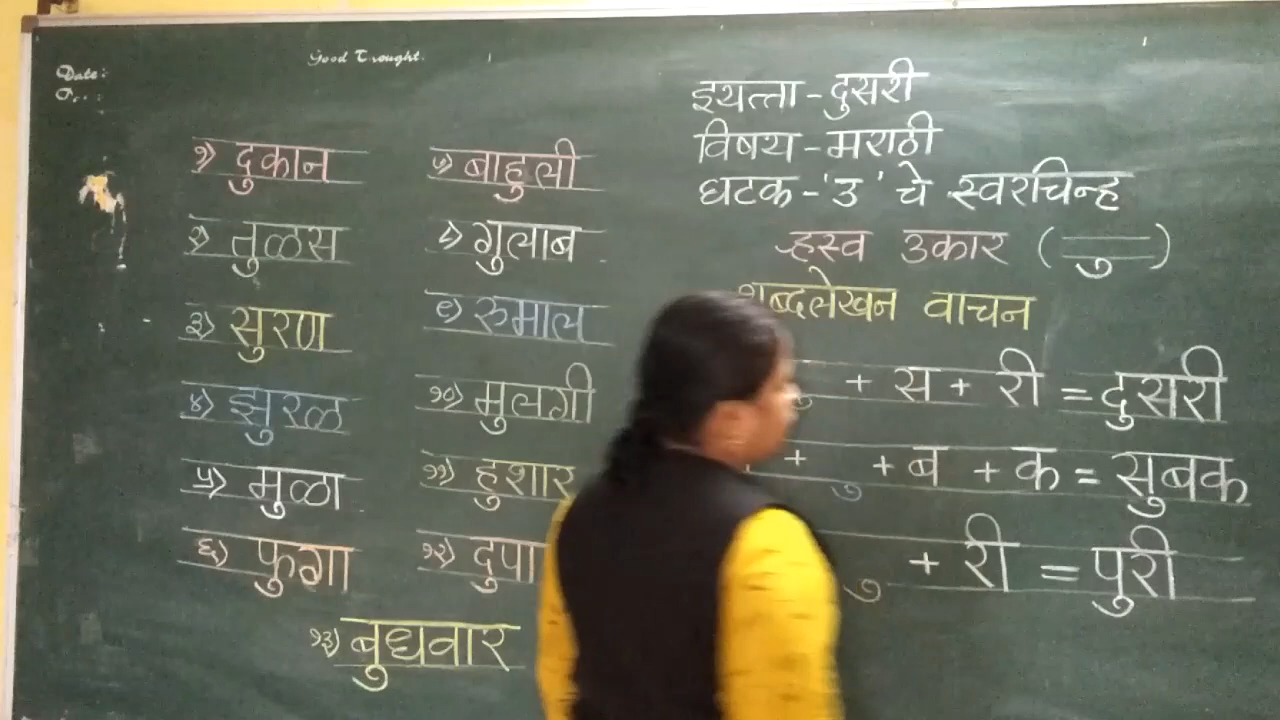 Good Trought.
Date:
इयत्ता - दुसरी
विषय - मराठी
घटक - 'उ' चे स्वरचिन्ह
ऱ्हस्व उकार ( ु )
शब्दलेखन वाचन
१) दुकान
२) तुळस
३) सुरण
४) झुरळ
५) मुळा
६) फुगा
७) बाहुली
८) गुलाब
९) रुमाल
१०) मुलगी
११) हुशार
१२) दुपा
१३) बुधवार
ु + स + री = दुसरी
+ ु + ब + क = सुबक
ु + री = पुरी